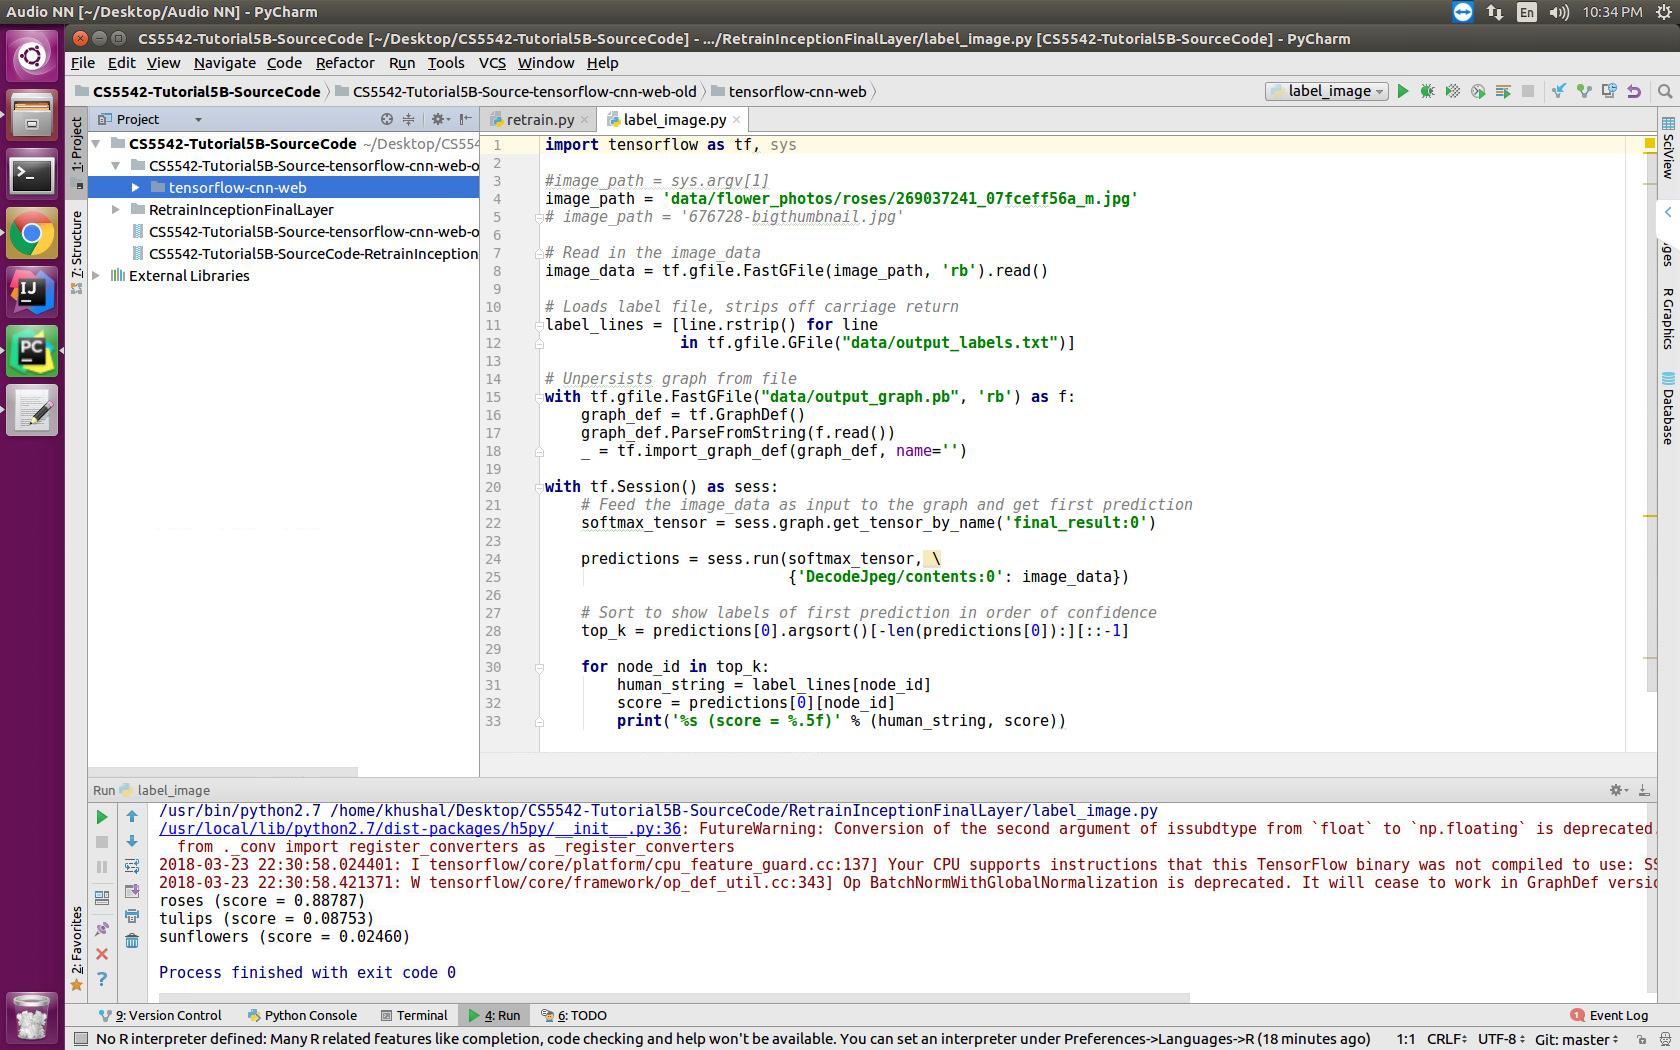 Audio NN [~/Desktop/Audio NN] - PyCharm
En
10:34 PM
CS5542-Tutorial5B-SourceCode [~/Desktop/CS5542-Tutorial5B-SourceCode] - .../RetrainInceptionFinalLayer/label_image.py [CS5542-Tutorial5B-SourceCode] - PyCharm
File Edit View Navigate Code Refactor Run Tools VCS Window Help
CS5542-Tutorial5B-SourceCode CS5542-Tutorial5B-Source-tensorflow-cnn-web-old tensorflow-cnn-web
label_image
1: Project
7: Structure
2: Favorites
Project
CS5542-Tutorial5B-SourceCode ~/Desktop/CS54
CS5542-Tutorial5B-Source-tensorflow-cnn-web-o
tensorflow-cnn-web
RetrainInceptionFinalLayer
CS5542-Tutorial5B-Source-tensorflow-cnn-web-o
CS5542-Tutorial5B-SourceCode-RetrainInception
External Libraries
IJ
PC
retrain.py
label_image.py
1 import tensorflow as tf, sys
2
3 #image_path = sys.argv[1]
4 image_path = 'data/flower_photos/roses/269037241_07fceff56a_m.jpg'
5 # image_path = '676728-bigthumbnail.jpg'
6
7 # Read in the image_data
8 image_data = tf.gfile.FastGFile(image_path, 'rb').read()
9
10 # Loads label file, strips off carriage return
11 label_lines = [line.rstrip() for line
12 in tf.gfile.GFile("data/output_labels.txt")]
13
14 # Unpersists graph from file
15 with tf.gfile.FastGFile("data/output_graph.pb", 'rb') as f:
16 graph_def = tf.GraphDef()
17 graph_def.ParseFromString(f.read())
18 _ = tf.import_graph_def(graph_def, name='')
19
20 with tf.Session() as sess:
21 # Feed the image_data as input to the graph and get first prediction
22 softmax_tensor = sess.graph.get_tensor_by_name('final_result:0')
23
24 predictions = sess.run(softmax_tensor, \
25 {'DecodeJpeg/contents:0': image_data})
26
27 # Sort to show labels of first prediction in order of confidence
28 top_k = predictions[0].argsort()[-len(predictions[0]):][::-1]
29
30 for node_id in top_k:
31 human_string = label_lines[node_id]
32 score = predictions[0][node_id]
33 print('%s (score = %.5f)' % (human_string, score))
SciView
R Graphics
Database
Run label_image
/usr/bin/python2.7 /home/khushal/Desktop/CS5542-Tutorial5B-SourceCode/RetrainInceptionFinalLayer/label_image.py
/usr/local/lib/python2.7/dist-packages/h5py/__init__.py:36: FutureWarning: Conversion of the second argument of issubdtype from `float` to `np.floating` is deprecated.
from ._conv import register_converters as _register_converters
2018-03-23 22:30:58.024401: I tensorflow/core/platform/cpu_feature_guard.cc:137] Your CPU supports instructions that this TensorFlow binary was not compiled to use: SS
2018-03-23 22:30:58.421371: W tensorflow/core/framework/op_def_util.cc:343] Op BatchNormWithGlobalNormalization is deprecated. It will cease to work in GraphDef versio
roses (score = 0.88787)
tulips (score = 0.08753)
sunflowers (score = 0.02460)
Process finished with exit code 0
9: Version Control Python Console Terminal 4: Run 6: TODO
1 Event Log
No R interpreter defined: Many R related features like completion, code checking and help won't be available. You can set an interpreter under Preferences->Languages->R (18 minutes ago)
1:1 CRLF UTF-8 Git: master